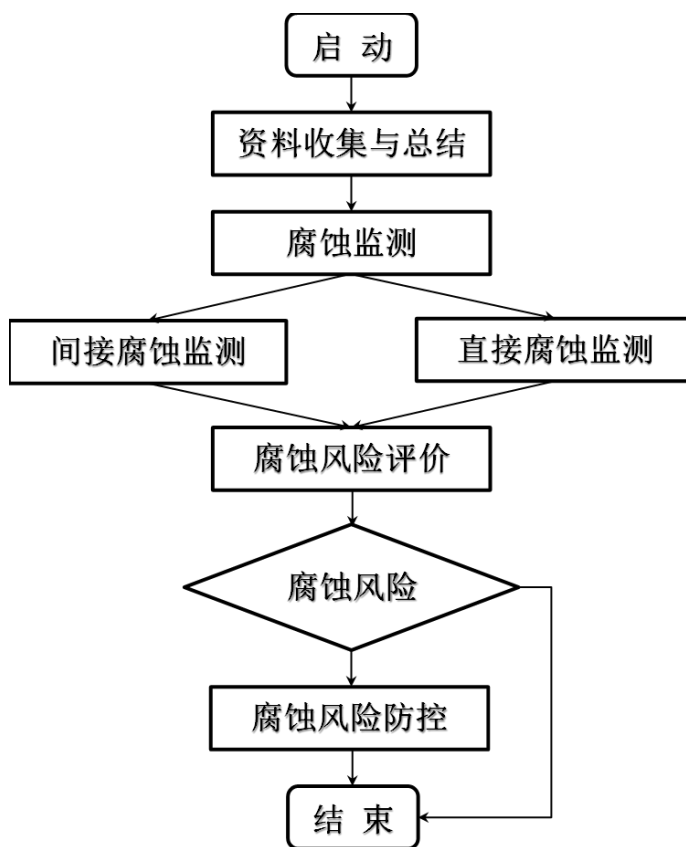 启 动
资料收集与总结
腐蚀监测
间接腐蚀监测
直接腐蚀监测
腐蚀风险评价
腐蚀风险
腐蚀风险防控
结 束